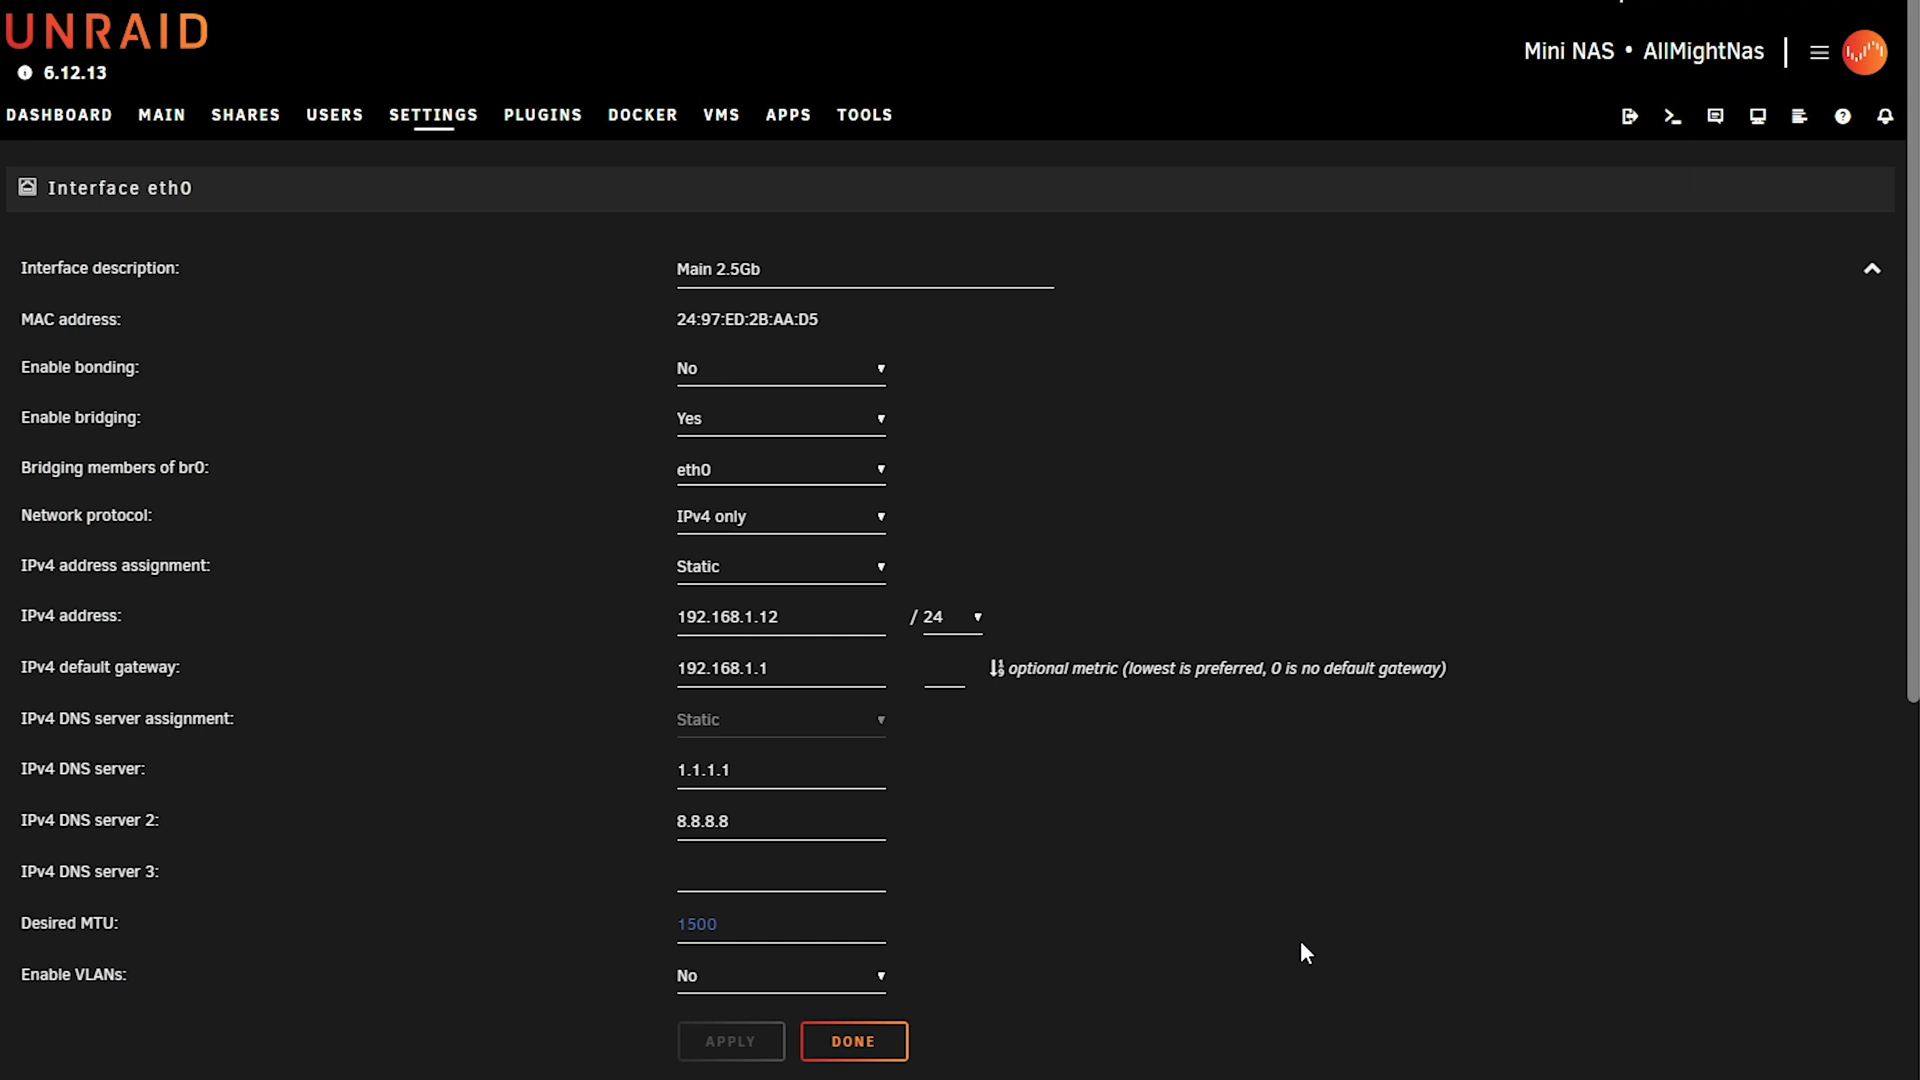 UNRAID
6.12.13
Mini NAS • AllMightNas
DASHBOARD MAIN SHARES USERS SETTINGS PLUGINS DOCKER VMS APPS TOOLS
Interface eth0
Interface description: Main 2.5Gb
MAC address: 24:97:ED:2B:AA:D5
Enable bonding: No
Enable bridging: Yes
Bridging members of br0: eth0
Network protocol: IPv4 only
IPv4 address assignment: Static
IPv4 address: 192.168.1.12 / 24
IPv4 default gateway: 192.168.1.1 optional metric (lowest is preferred, 0 is no default gateway)
IPv4 DNS server assignment: Static
IPv4 DNS server: 1.1.1.1
IPv4 DNS server 2: 8.8.8.8
IPv4 DNS server 3:
Desired MTU: 1500
Enable VLANs: No
APPLY DONE